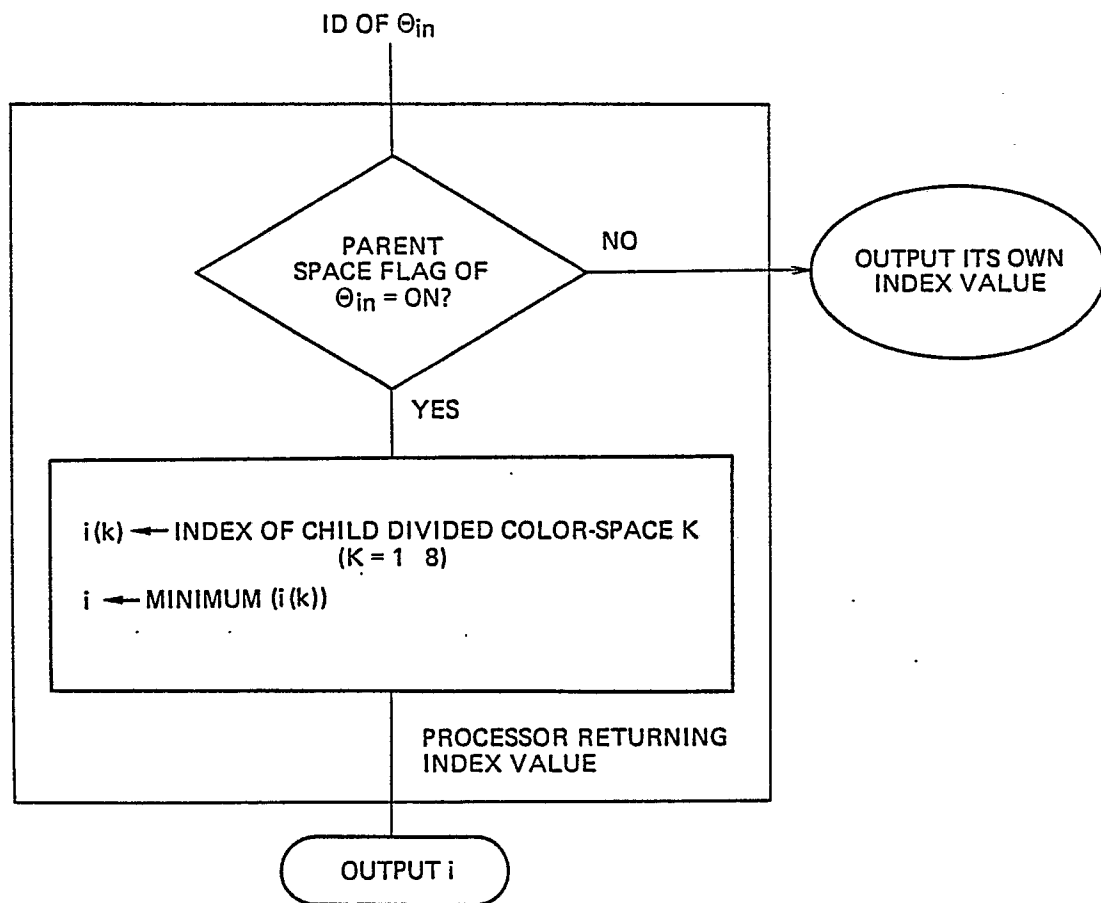 ID OF Θin
PARENT
SPACE FLAG OF
Θin = ON?
NO
OUTPUT ITS OWN
INDEX VALUE
YES
i(k) ← INDEX OF CHILD DIVIDED COLOR-SPACE K
(K = 1 8)
i ← MINIMUM (i(k))
PROCESSOR RETURNING
INDEX VALUE
OUTPUT i